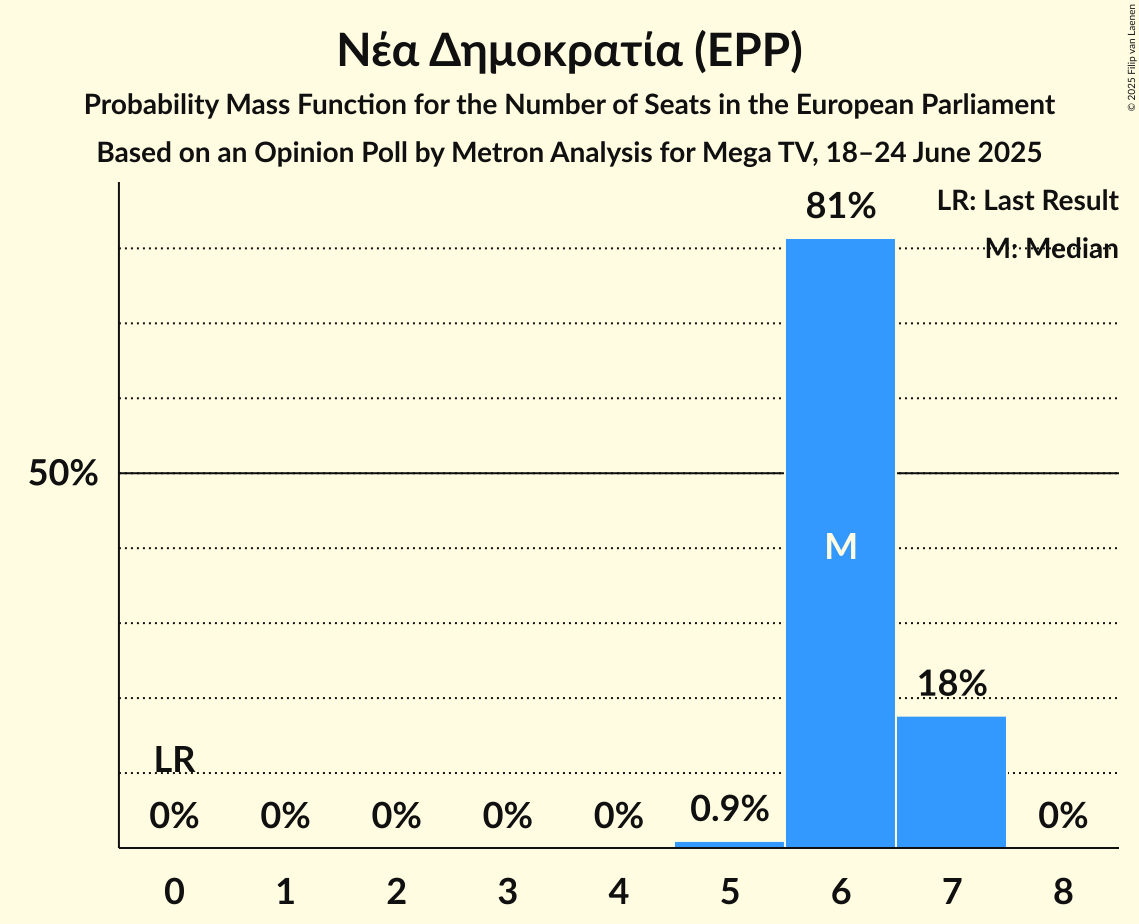 Νέα Δημοκρατία (EPP)
Probability Mass Function for the Number of Seats in the European Parliament
Based on an Opinion Poll by Metron Analysis for Mega TV, 18–24 June 2025
© 2025 Filip van Laenen
LR: Last Result
M: Median
81%
50%
M
18%
LR
0% 0% 0% 0% 0% 0.9% 0%
0 1 2 3 4 5 6 7 8